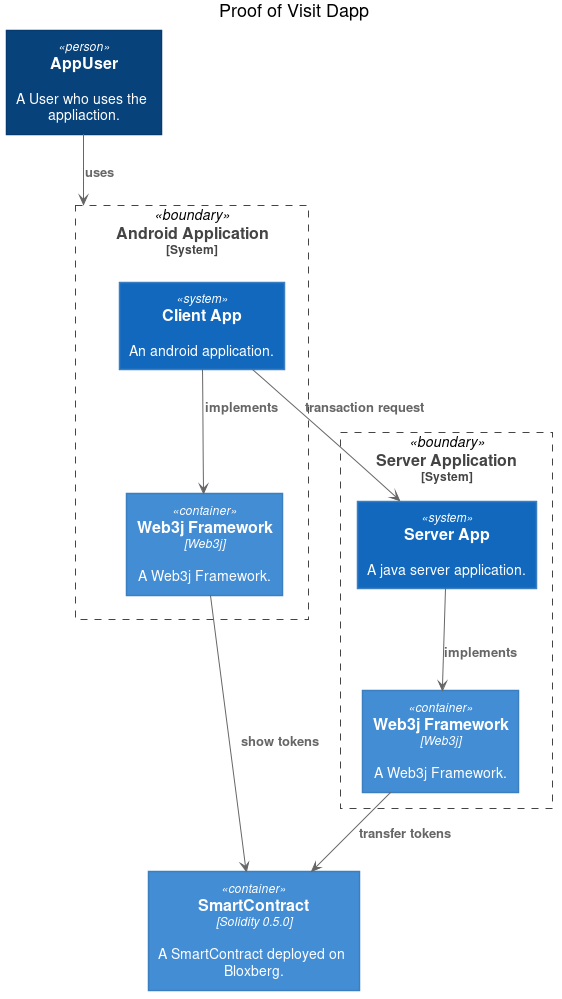 Proof of Visit Dapp
«person»
AppUser
A User who uses the
appliaction.
uses
«boundary»
Android Application
[System]
«system»
Client App
An android application.
implements
transaction request
«boundary»
Server Application
[System]
«container»
Web3j Framework
[Web3j]
A Web3j Framework.
«system»
Server App
A java server application.
implements
«container»
Web3j Framework
[Web3j]
A Web3j Framework.
show tokens
transfer tokens
«container»
SmartContract
[Solidity 0.5.0]
A SmartContract deployed on
Bloxberg.